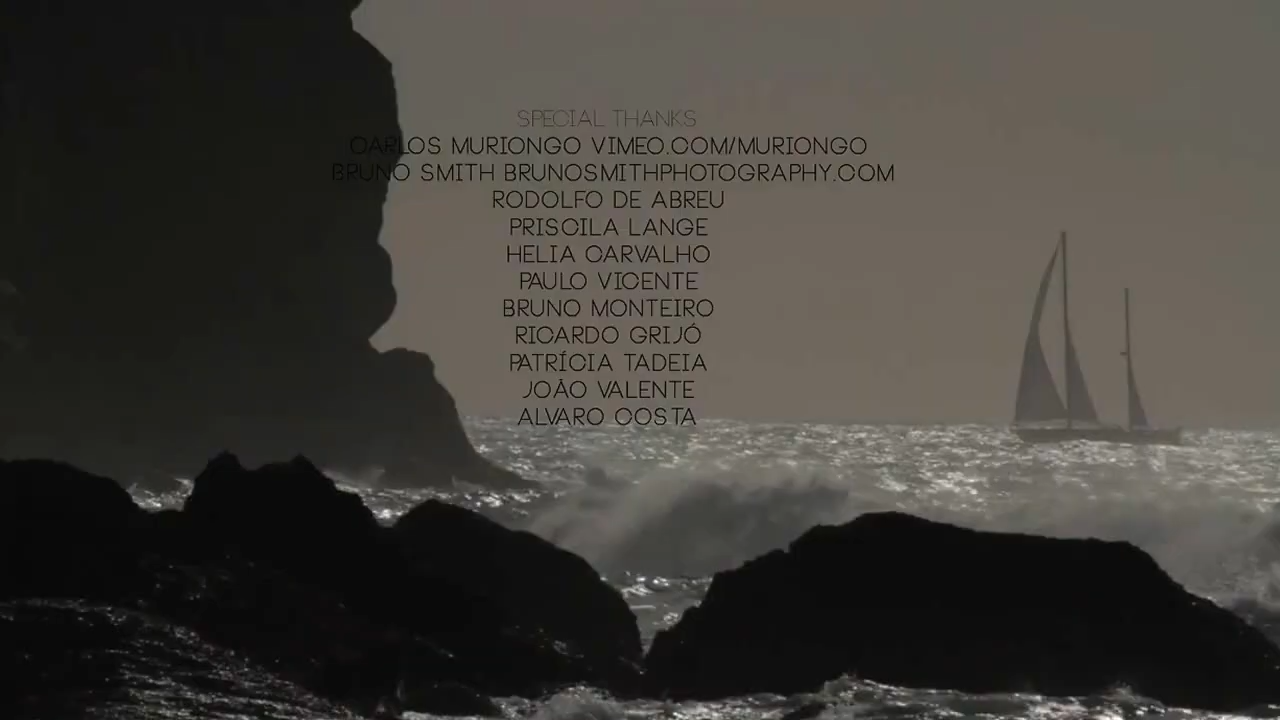 SPECIAL THANKS
CARLOS MURIONGO VIMEO.COM/MURIONGO
BRUNO SMITH BRUNOSMITHPHOTOGRAPHY.COM
RODOLFO DE ABREU
PRISCILA LANGE
HELIA CARVALHO
PAULO VICENTE
BRUNO MONTEIRO
RICARDO GRIJÓ
PATRÍCIA TADEIA
JOÃO VALENTE
ALVARO COSTA